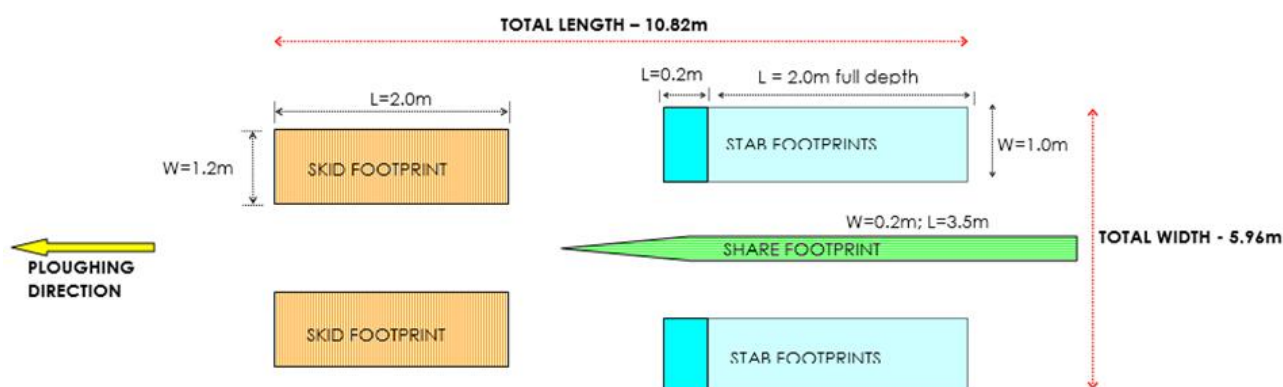 TOTAL LENGTH – 10.82m
L=0.2m
L = 2.0m full depth
L=2.0m
W=1.2m
SKID FOOTPRINT
STAB FOOTPRINTS
W=1.0m
W=0.2m; L=3.5m
SHARE FOOTPRINT
TOTAL WIDTH - 5.96m
PLOUGHING
DIRECTION
SKID FOOTPRINT
STAB FOOTPRINTS